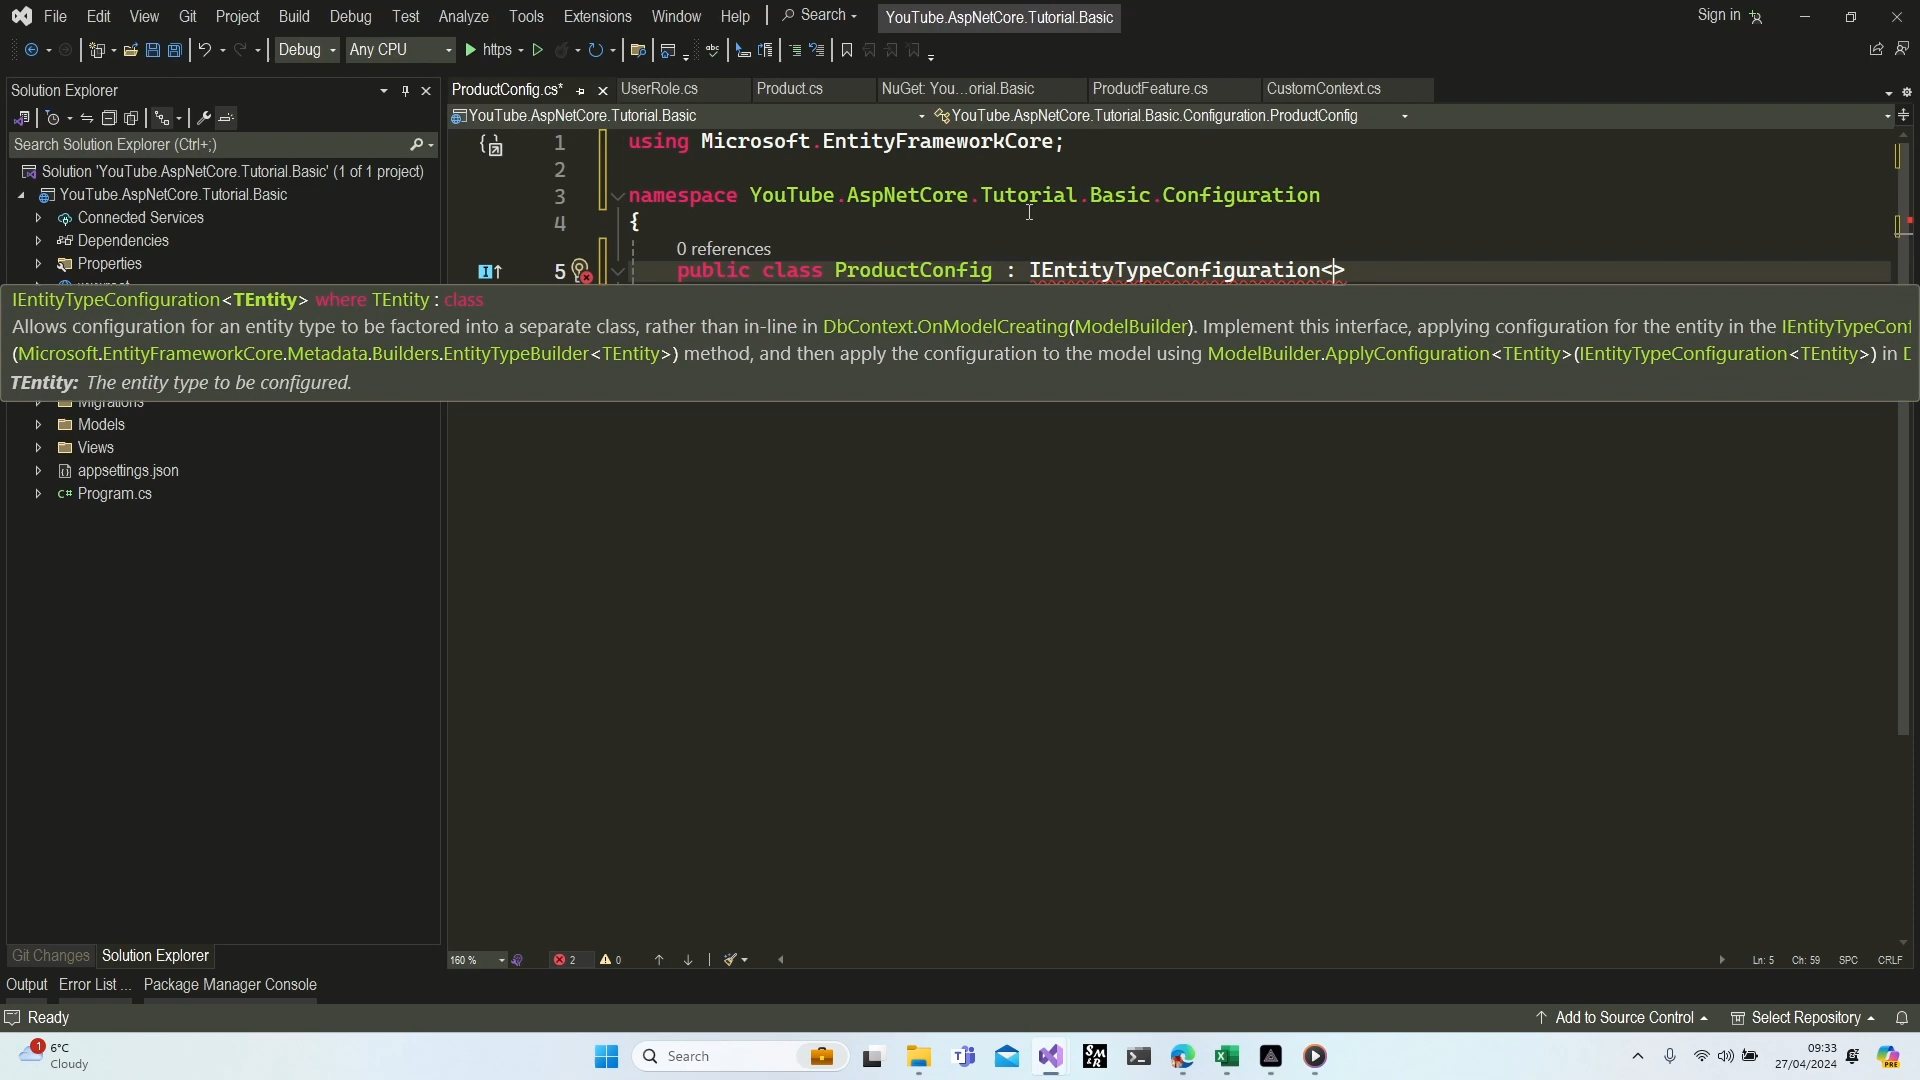 File Edit View Git Project Build Debug Test Analyze Tools Extensions Window Help Search YouTube.AspNetCore.Tutorial.Basic Sign in
Debug Any CPU https
Solution Explorer
Search Solution Explorer (Ctrl+;)
Solution 'YouTube.AspNetCore.Tutorial.Basic' (1 of 1 project)
YouTube.AspNetCore.Tutorial.Basic
Connected Services
Dependencies
Properties
ProductConfig.cs* UserRole.cs Product.cs NuGet: You...orial.Basic ProductFeature.cs CustomContext.cs
YouTube.AspNetCore.Tutorial.Basic YouTube.AspNetCore.Tutorial.Basic.Configuration.ProductConfig
1 using Microsoft.EntityFrameworkCore;
2
3 namespace YouTube.AspNetCore.Tutorial.Basic.Configuration
4 {
0 references
5 public class ProductConfig : IEntityTypeConfiguration<>
IEntityTypeConfiguration<TEntity> where TEntity : class
Allows configuration for an entity type to be factored into a separate class, rather than in-line in DbContext.OnModelCreating(ModelBuilder). Implement this interface, applying configuration for the entity in the IEntityTypeConf
(Microsoft.EntityFrameworkCore.Metadata.Builders.EntityTypeBuilder<TEntity>) method, and then apply the configuration to the model using ModelBuilder.ApplyConfiguration<TEntity>(IEntityTypeConfiguration<TEntity>) in D
TEntity: The entity type to be configured.
Migrations
Models
Views
appsettings.json
C# Program.cs
Git Changes Solution Explorer
160 % 2 0 Ln: 5 Ch: 59 SPC CRLF
Output Error List ... Package Manager Console
Ready Add to Source Control Select Repository
1 6°C
Cloudy
Search
09:33
27/04/2024
PRE